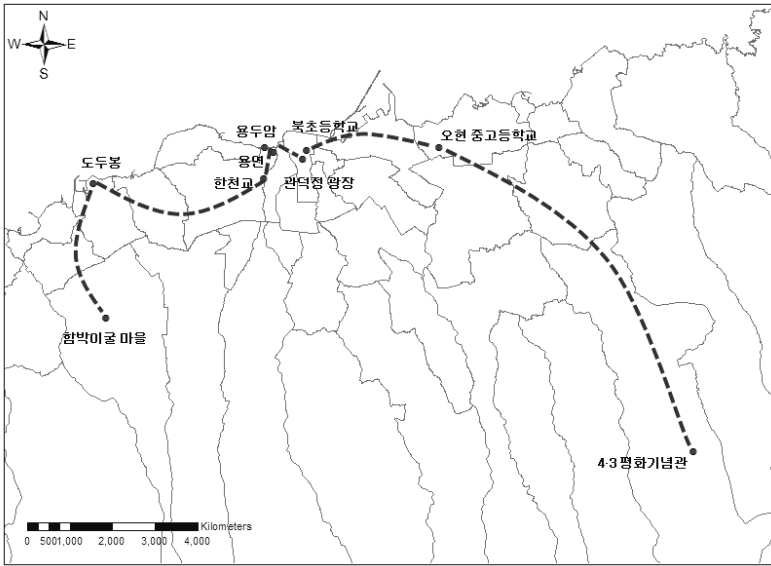 N
W E
S
용두암
북초등학교
오현 중고등학교
도두봉
용연
한천교
관덕정 광장
함박이굴 마을
4·3 평화기념관
Kilometers
0 5001,000 2,000 3,000 4,000